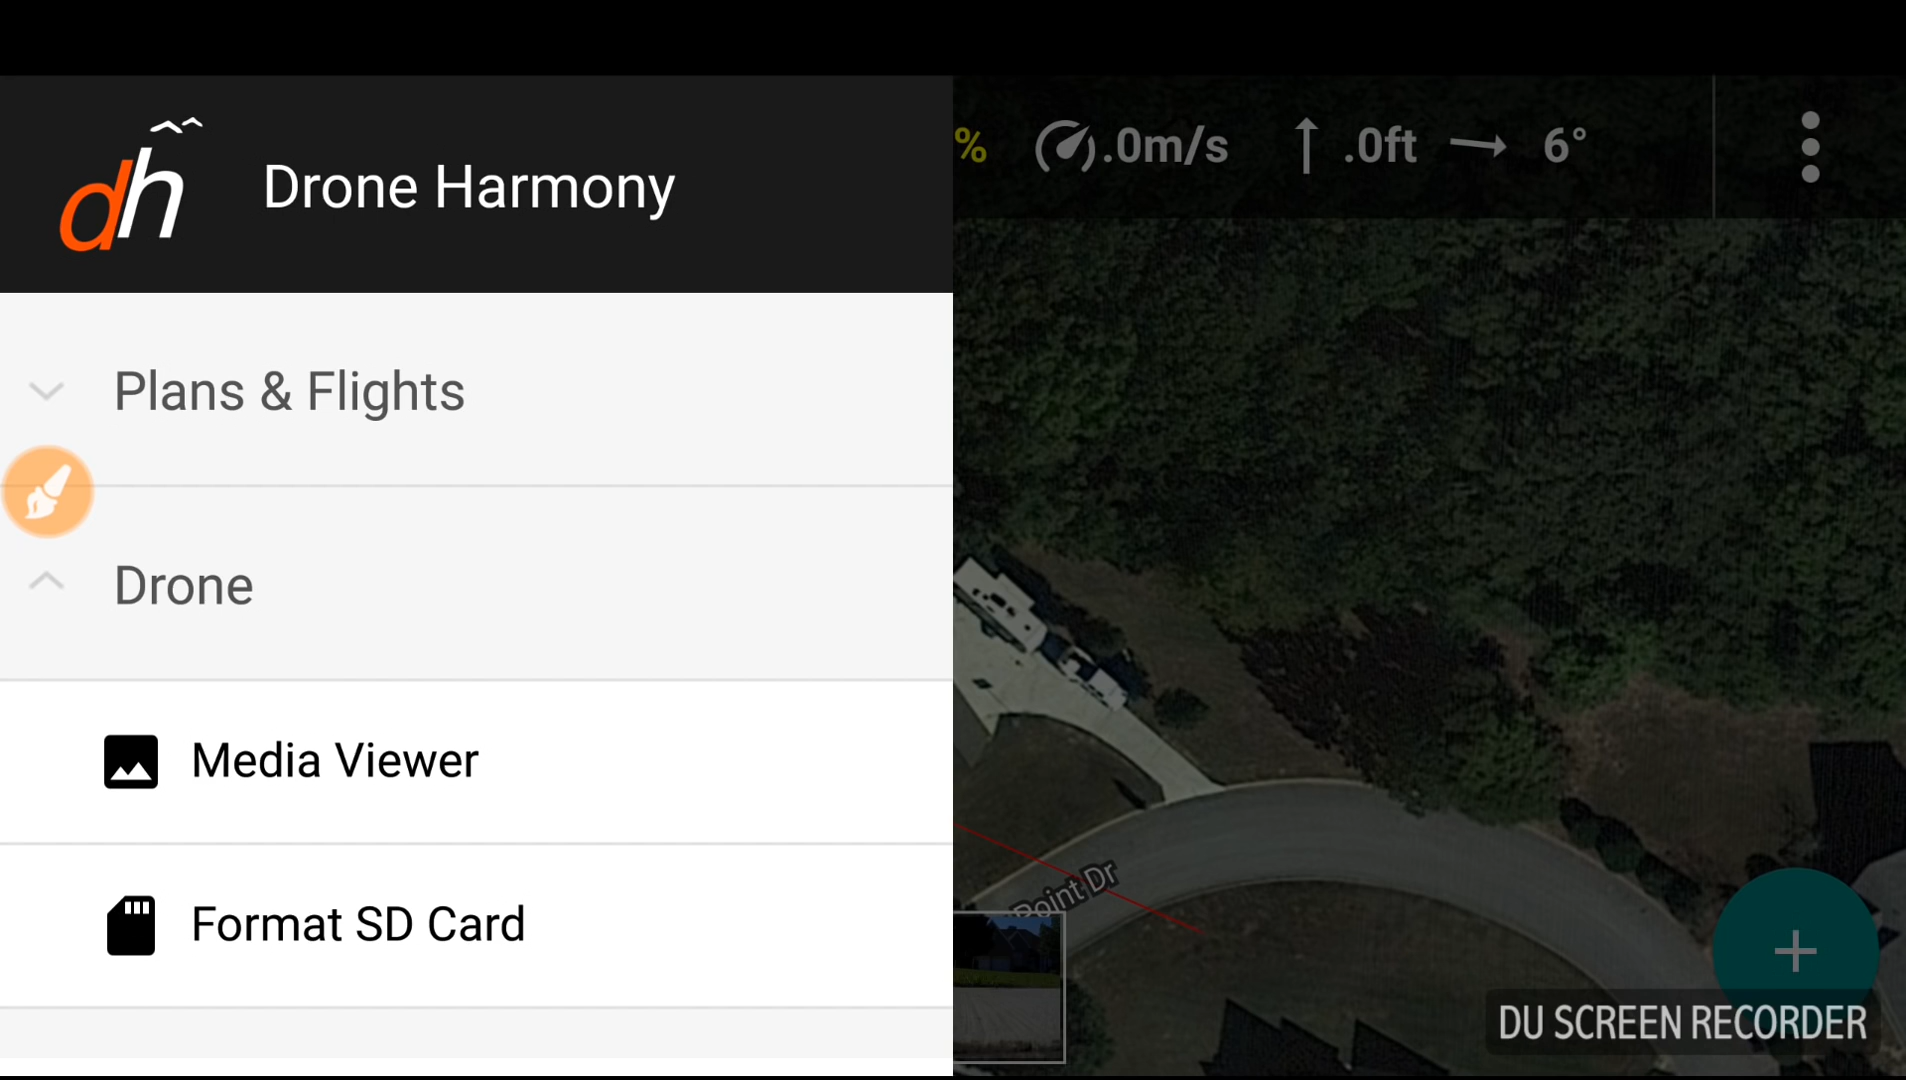 dh Drone Harmony
% .0m/s .0ft 6°
Plans & Flights
Drone
Media Viewer
Format SD Card
Point Dr
DU SCREEN RECORDER